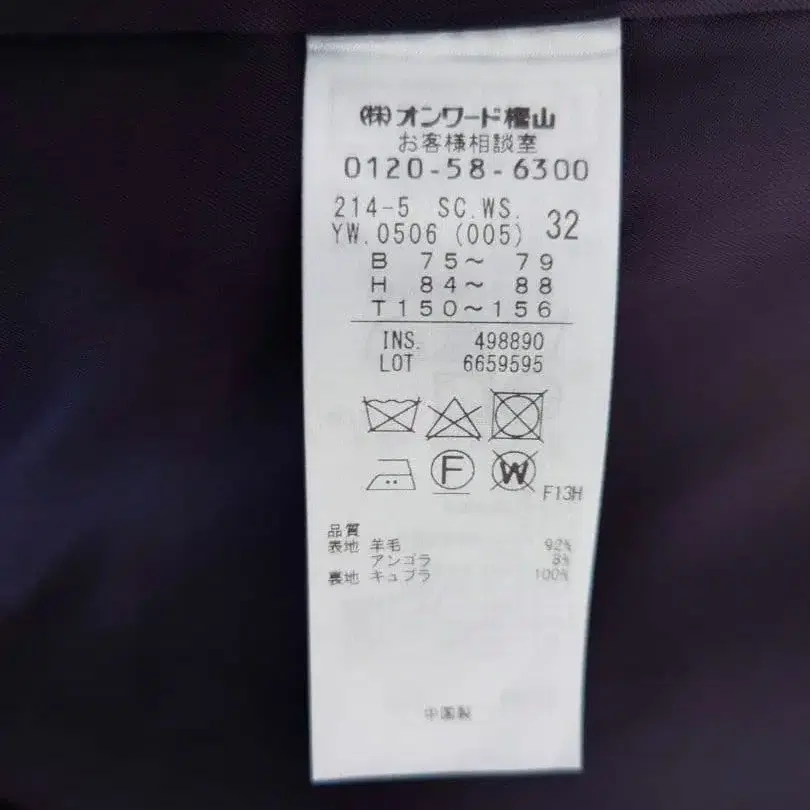 (株)オンワード樫山
お客様相談室
0120-58-6300
214-5 SC.WS.
YW.0506 (005) 32
B 75～ 79
H 84～ 88
T150～156
INS. 498890
LOT 6659595
F W
F13H
品質
表地 羊毛 92%
アンゴラ 8%
裏地 キュプラ 100%
中国製